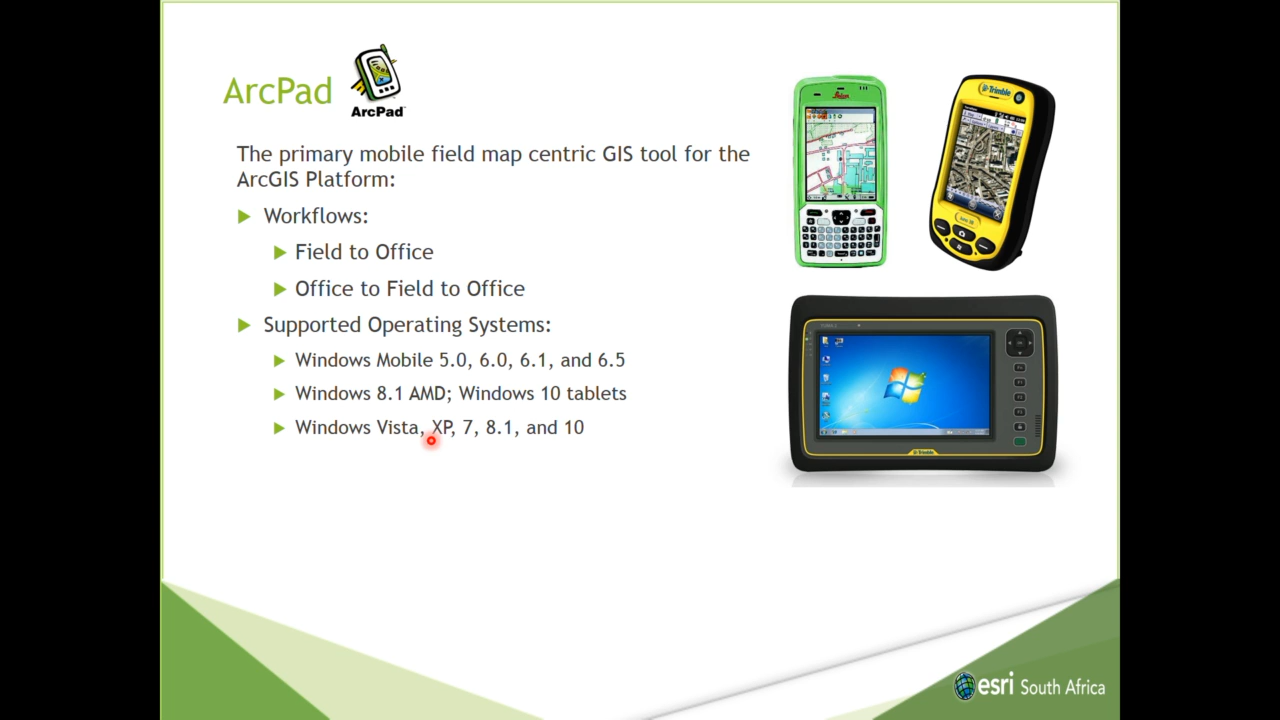 ArcPad
ArcPad
The primary mobile field map centric GIS tool for the
ArcGIS Platform:
Workflows:
Field to Office
Office to Field to Office
Supported Operating Systems:
Windows Mobile 5.0, 6.0, 6.1, and 6.5
Windows 8.1 AMD; Windows 10 tablets
Windows Vista, XP, 7, 8.1, and 10
Leica
Trimble
Trimble
esri South Africa